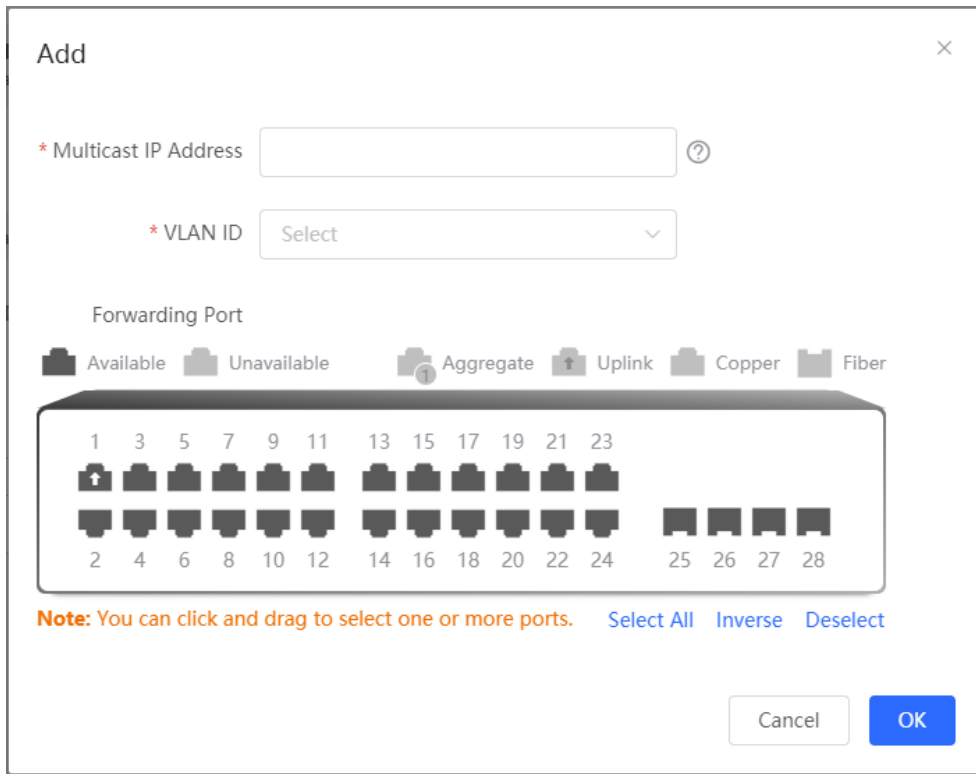 Add
* Multicast IP Address
* VLAN ID Select
Forwarding Port
Available Unavailable 1 Aggregate Uplink Copper Fiber
1 3 5 7 9 11 13 15 17 19 21 23
2 4 6 8 10 12 14 16 18 20 22 24 25 26 27 28
Note: You can click and drag to select one or more ports. Select All Inverse Deselect
Cancel OK